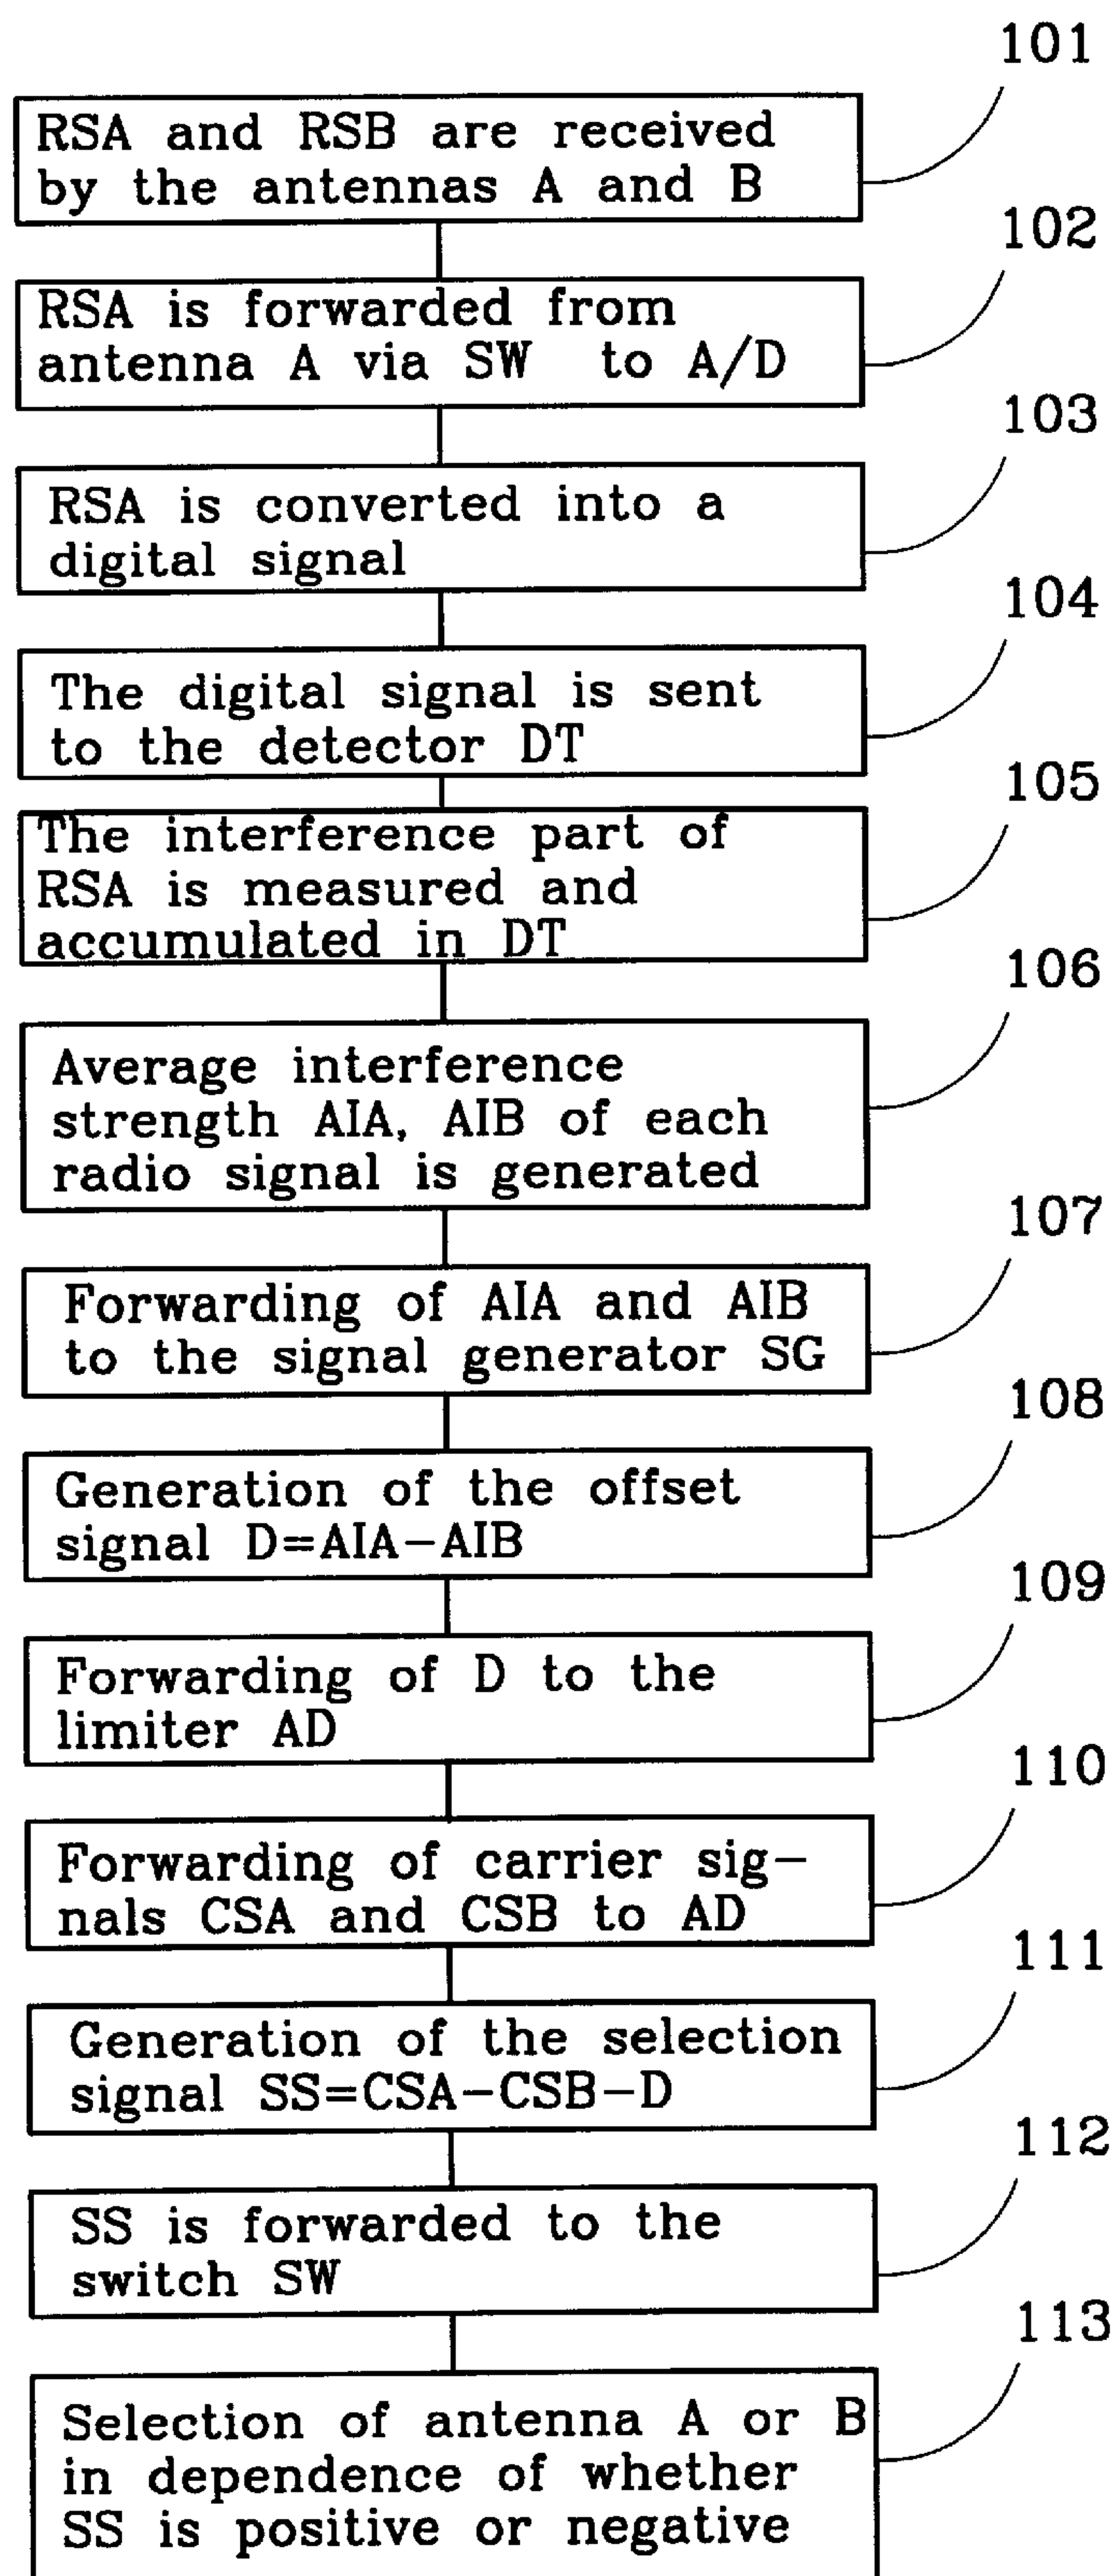 101
RSA and RSB are received
by the antennas A and B
102
RSA is forwarded from
antenna A via SW to A/D
103
RSA is converted into a
digital signal
104
The digital signal is sent
to the detector DT
105
The interference part of
RSA is measured and
accumulated in DT
106
Average interference
strength AIA, AIB of each
radio signal is generated
107
Forwarding of AIA and AIB
to the signal generator SG
108
Generation of the offset
signal D=AIA-AIB
109
Forwarding of D to the
limiter AD
110
Forwarding of carrier sig-
nals CSA and CSB to AD
111
Generation of the selection
signal SS=CSA-CSB-D
112
SS is forwarded to the
switch SW
113
Selection of antenna A or B
in dependence of whether
SS is positive or negative